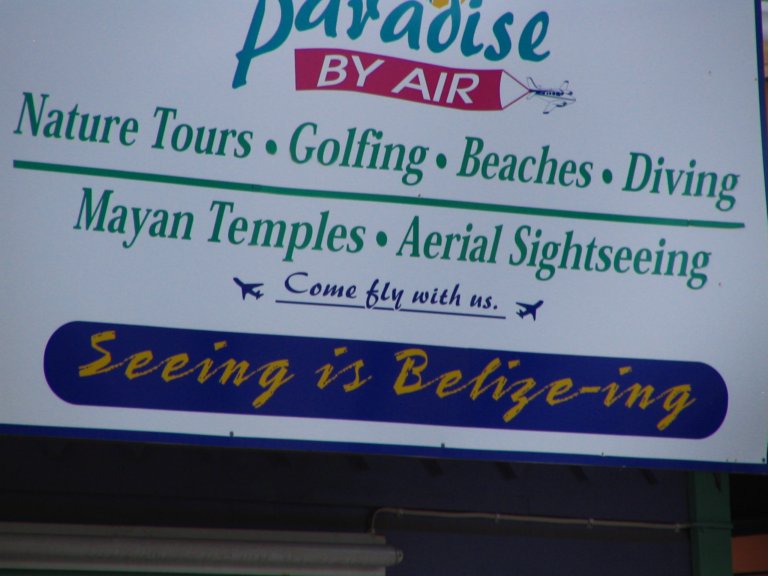 paradise
BY AIR
Nature Tours • Golfing • Beaches • Diving
Mayan Temples • Aerial Sightseeing
Come fly with us.
Seeing is Belize-ing